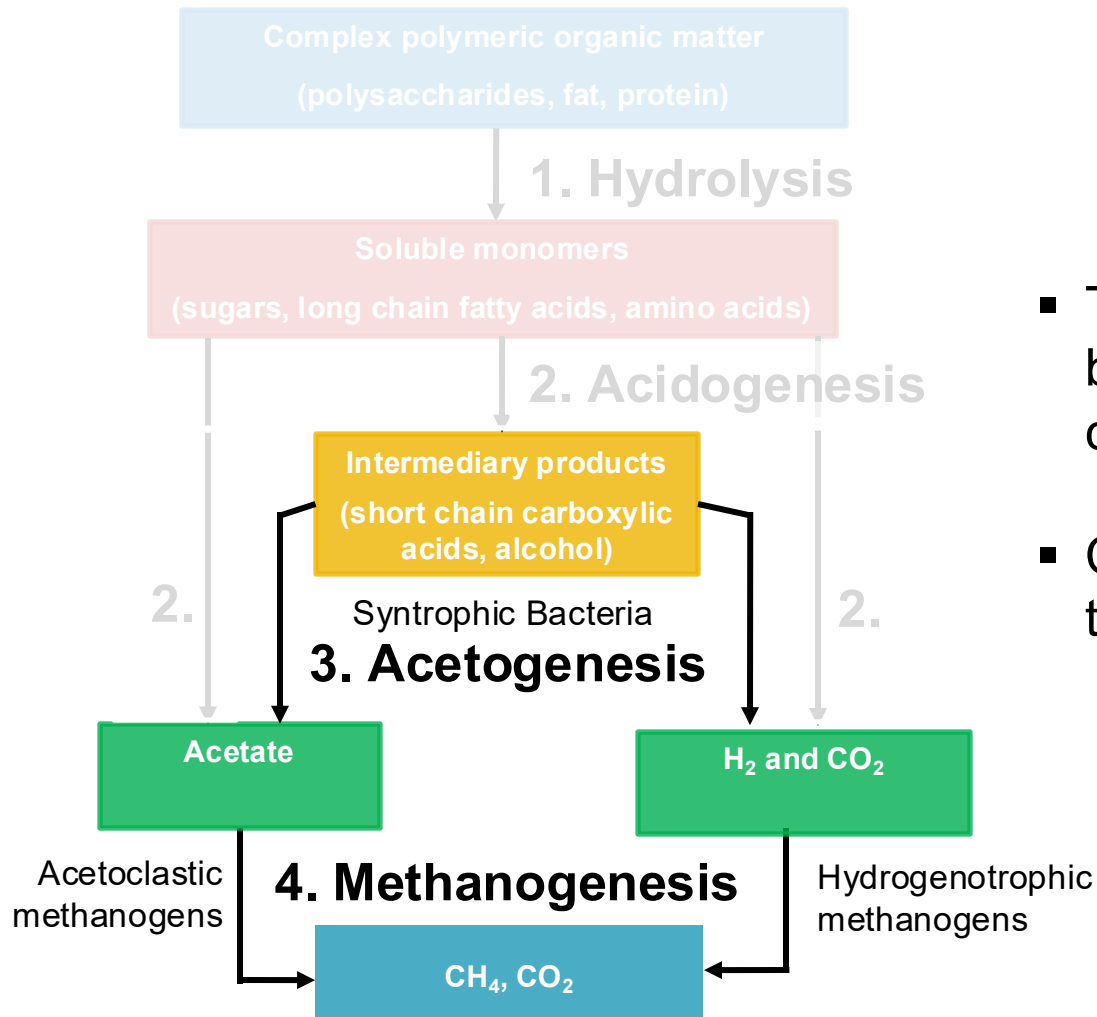 Complex polymeric organic matter
(polysaccharides, fat, protein)
1. Hydrolysis
Soluble monomers
(sugars, long chain fatty acids, amino acids)
2. Acidogenesis
Intermediary products
(short chain carboxylic
acids, alcohol)
2.
2.
Syntrophic Bacteria
3. Acetogenesis
Acetate
H₂ and CO₂
Acetoclastic
methanogens
4. Methanogenesis
Hydrogenotrophic
methanogens
CH₄, CO₂